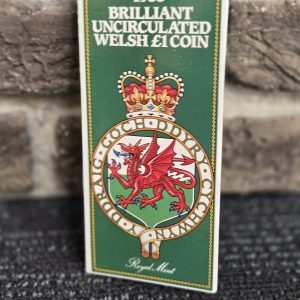 BRILLIANT
UNCIRCULATED
WELSH £1 COIN
Y DDRAIG GOCH DDYRY CYCHWYN
Royal Mint